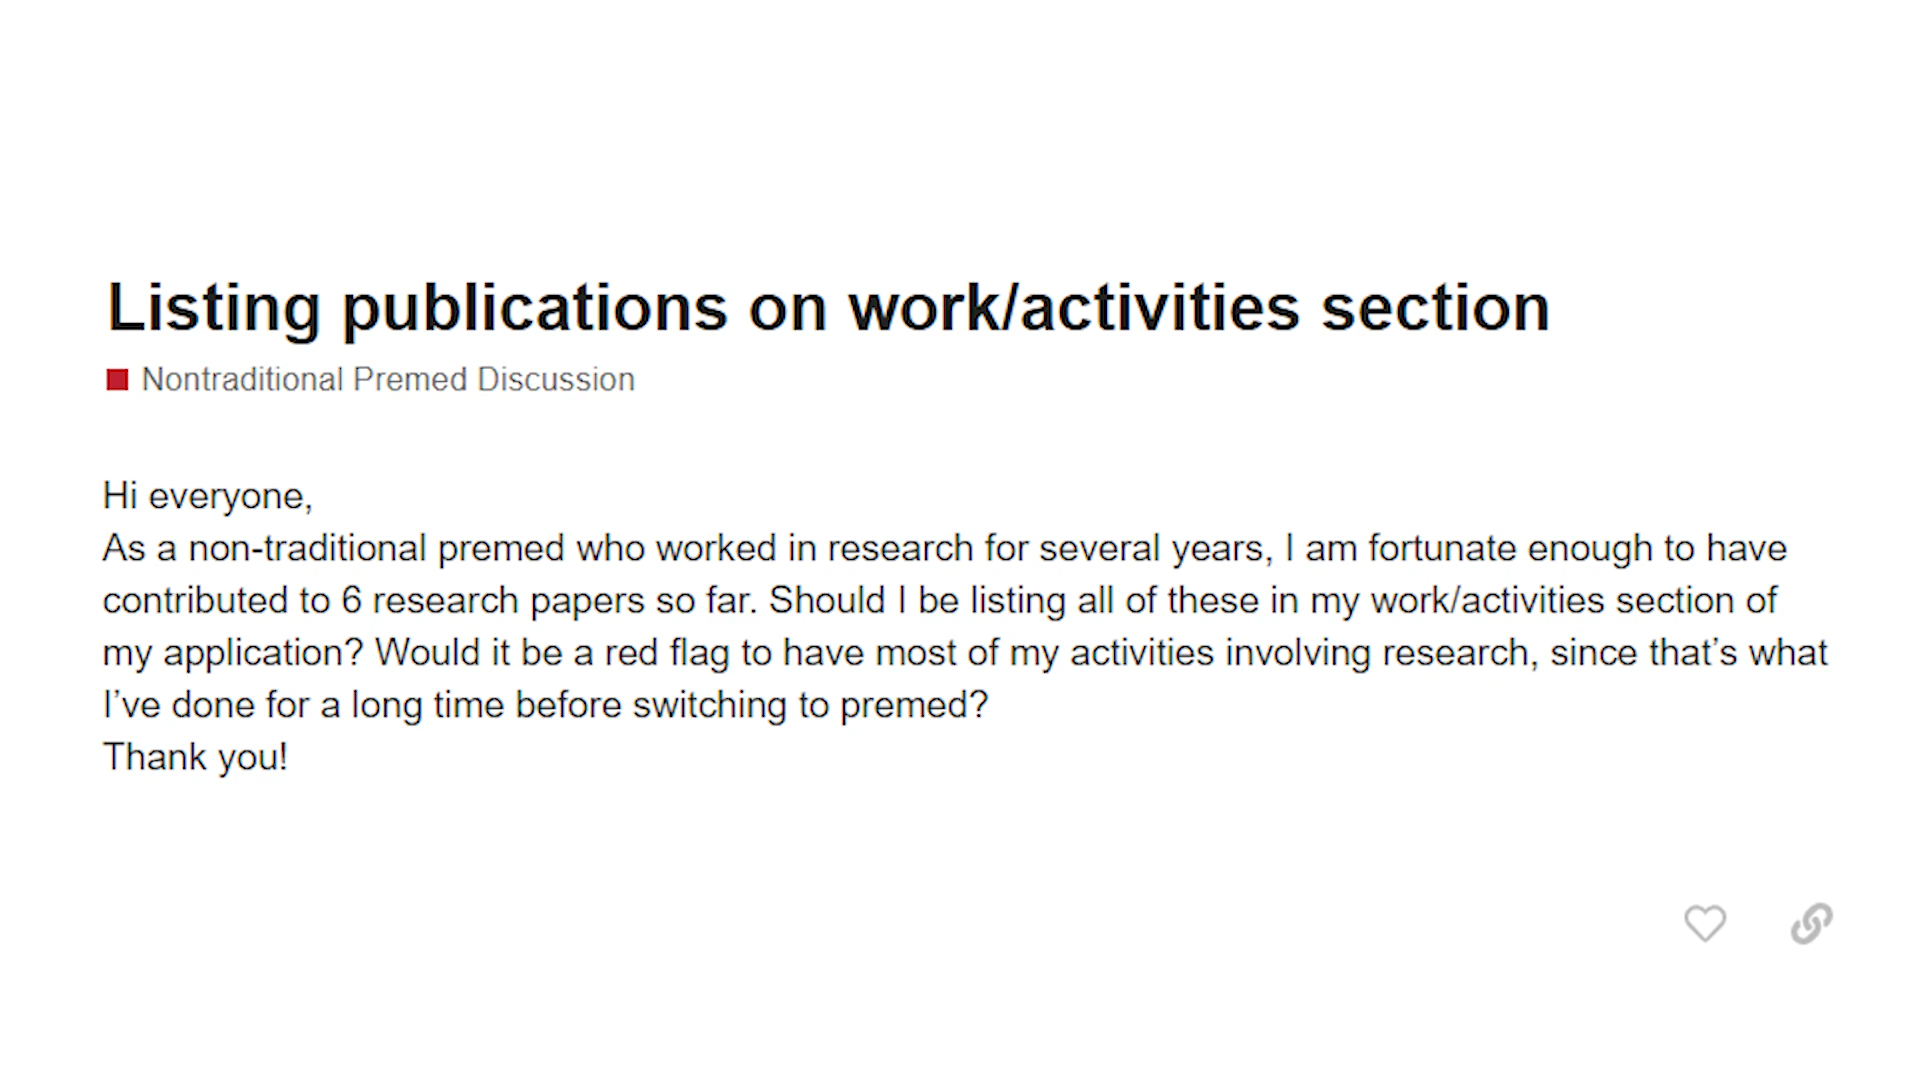 Listing publications on work/activities section
Nontraditional Premed Discussion
Hi everyone,
As a non-traditional premed who worked in research for several years, I am fortunate enough to have
contributed to 6 research papers so far. Should I be listing all of these in my work/activities section of
my application? Would it be a red flag to have most of my activities involving research, since that’s what
I’ve done for a long time before switching to premed?
Thank you!